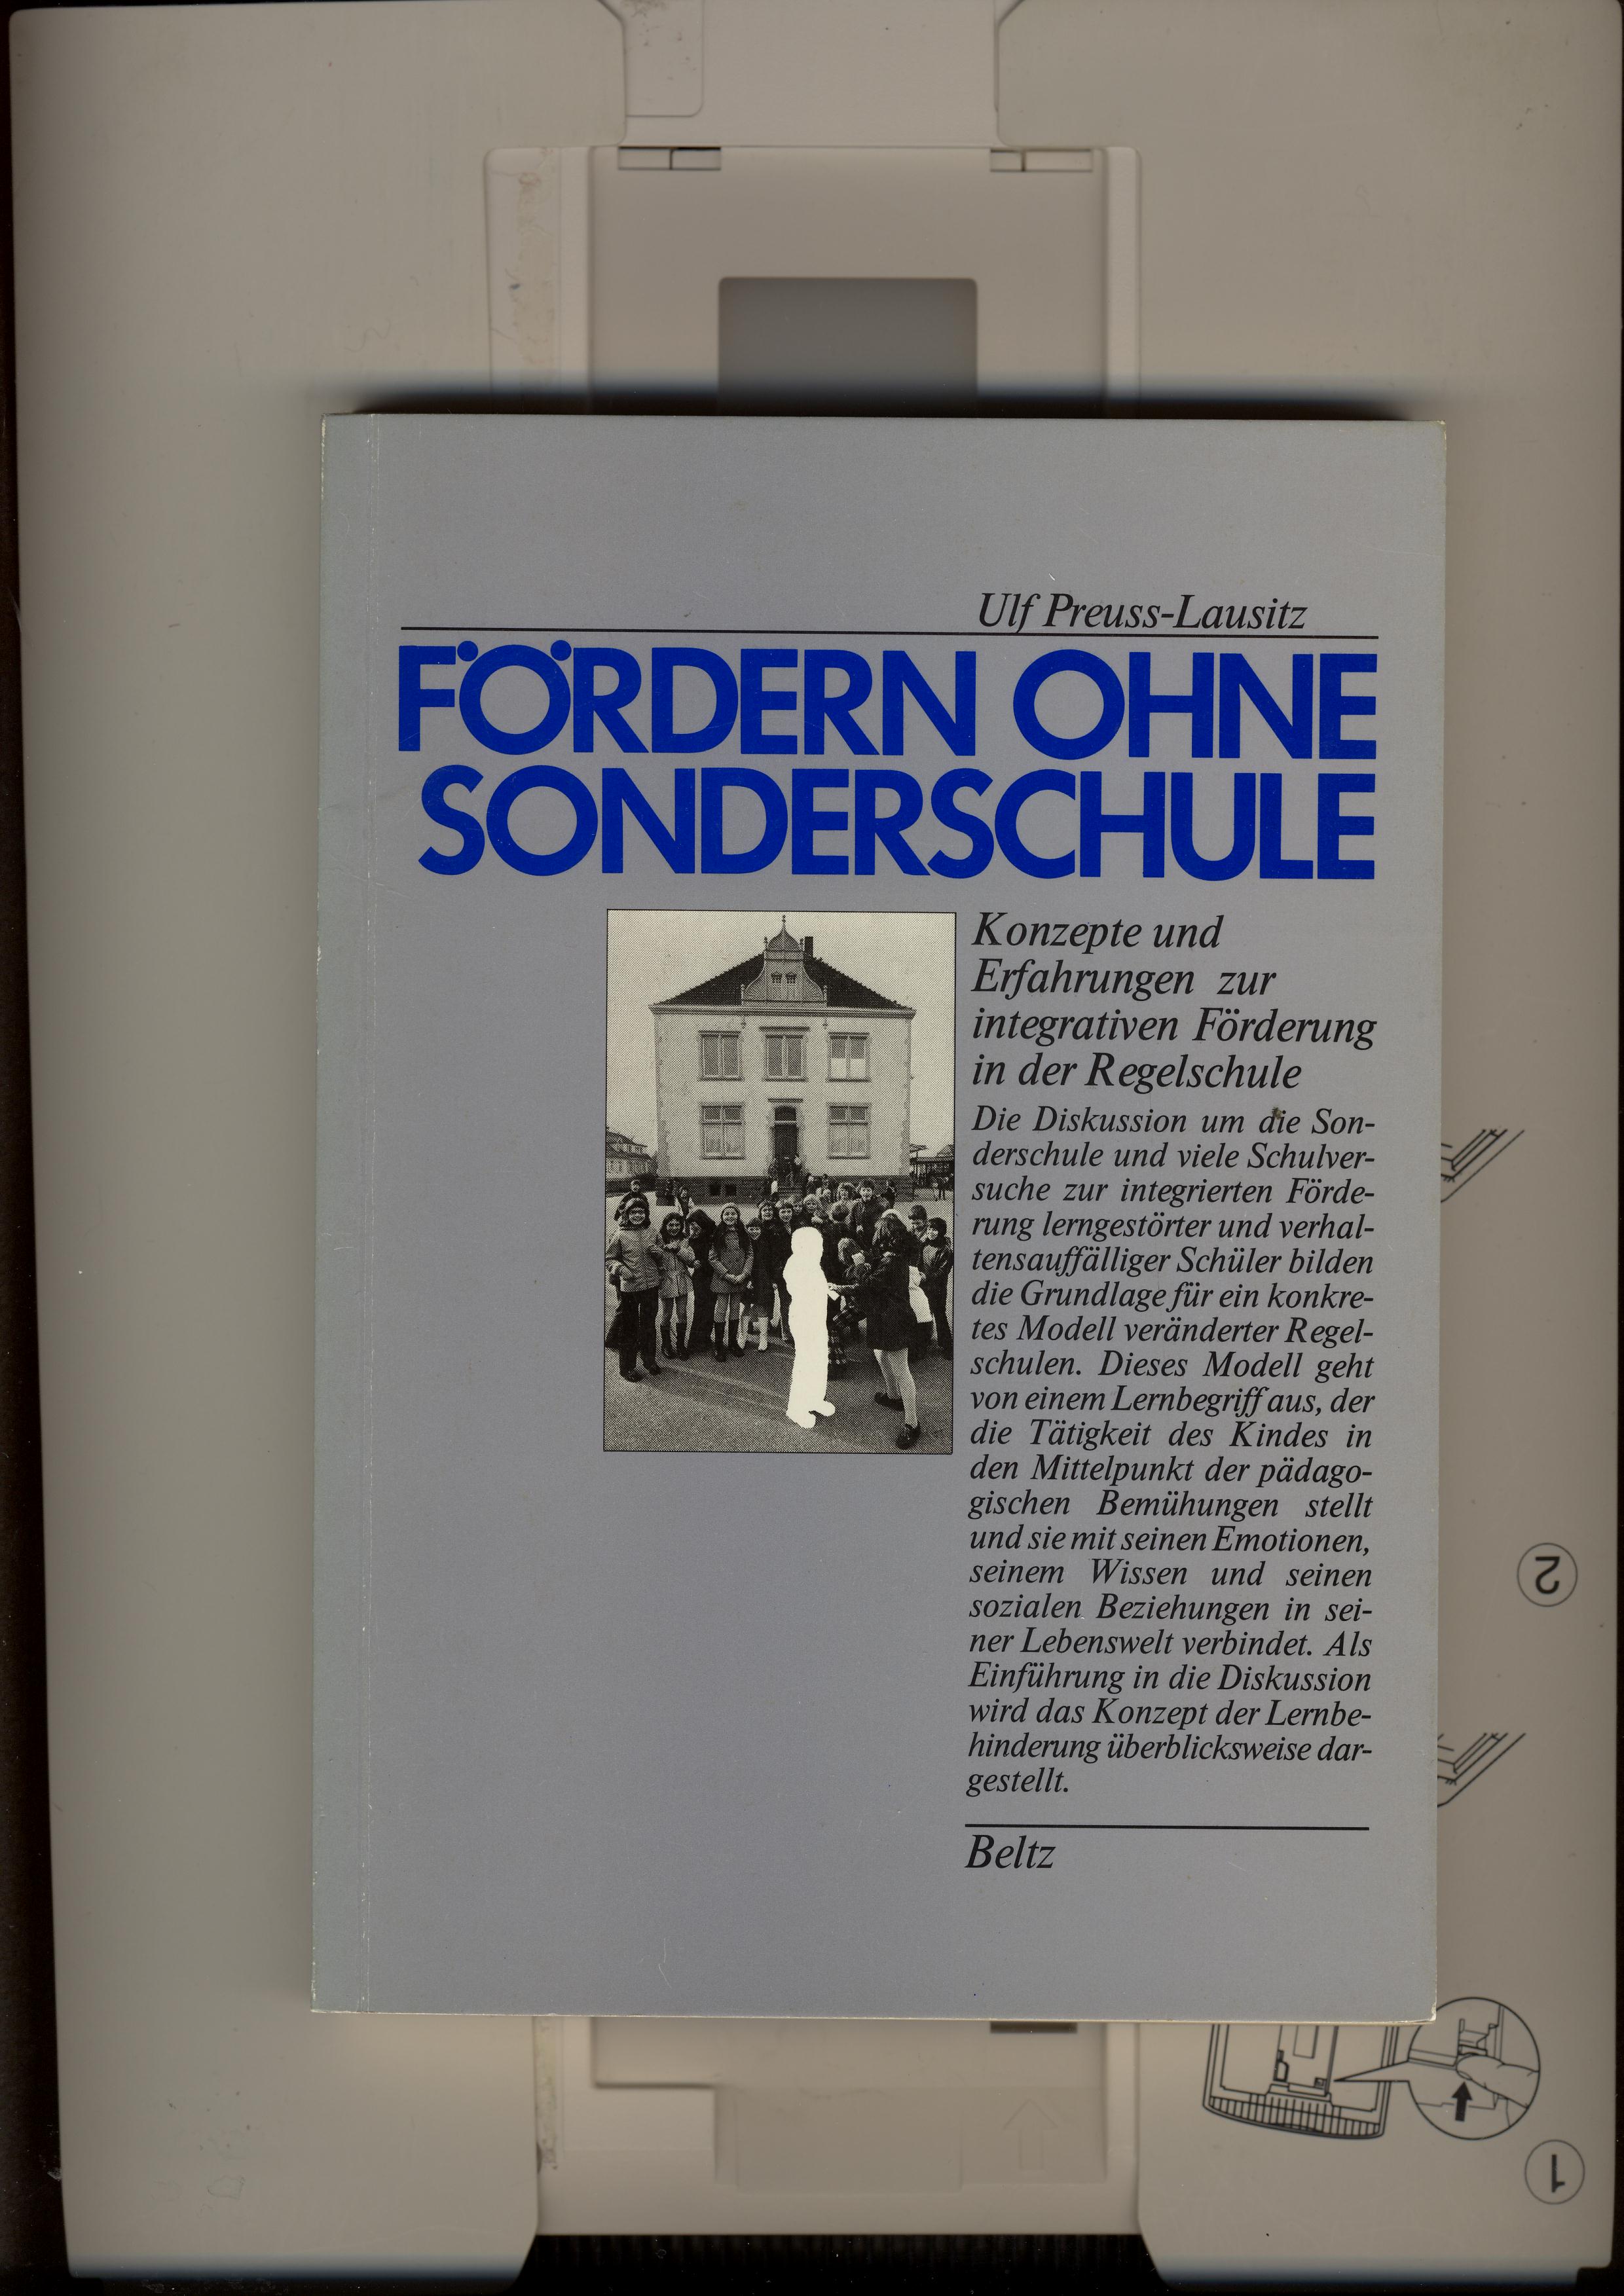 Ulf Preuss-Lausitz
FÖRDERN OHNE
SONDERSCHULE
Konzepte und
Erfahrungen zur
integrativen Förderung
in der Regelschule
Die Diskussion um die Son-
derschule und viele Schulver-
suche zur integrierten Förde-
rung lerngestörter und verhal-
tensauffälliger Schüler bilden
die Grundlage für ein konkre-
tes Modell veränderter Regel-
schulen. Dieses Modell geht
von einem Lernbegriff aus, der
die Tätigkeit des Kindes in
den Mittelpunkt der pädago-
gischen Bemühungen stellt
und sie mit seinen Emotionen,
seinem Wissen und seinen
sozialen Beziehungen in sei-
ner Lebenswelt verbindet. Als
Einführung in die Diskussion
wird das Konzept der Lernbe-
hinderung überblicksweise dar-
gestellt.
Beltz
2
1